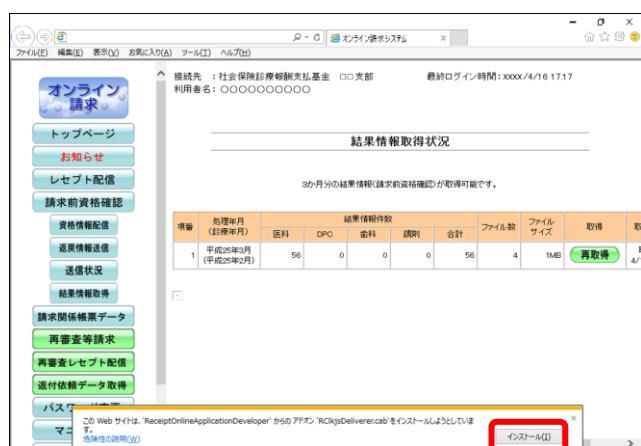 オンライン請求システム
ファイル(F) 編集(E) 表示(V) お気に入り(A) ツール(T) ヘルプ(H)
接続先 :社会保険診療報酬支払基金 □□支部 最終ログイン時間:xxxx/4/16 17:17
利用者名:〇〇〇〇〇〇〇〇〇〇
オンライン
請求
トップページ
お知らせ
レセプト配信
請求前資格確認
資格情報配信
返戻情報送信
送信状況
結果情報取得
請求関係帳票データ
再審査等請求
再審査レセプト配信
返付依頼データ取得
結果情報取得状況
3か月分の結果情報(請求前資格確認)が取得可能です。
項番 処理年月 結果情報件数 ファイル数 ファイル 取得
(診療年月) 医科 DPC 歯科 調剤 合計 サイズ
1 平成25年3月 56 0 0 0 56 4 1MB 再取得
(平成25年2月)
この Web サイトは、'ReceiptOnlineApplicationDeveloper' からの アドオン 'RClkjsDeliverer.cab'をインストールしようとしていま
す。
危険性の説明(W)
インストール(I)